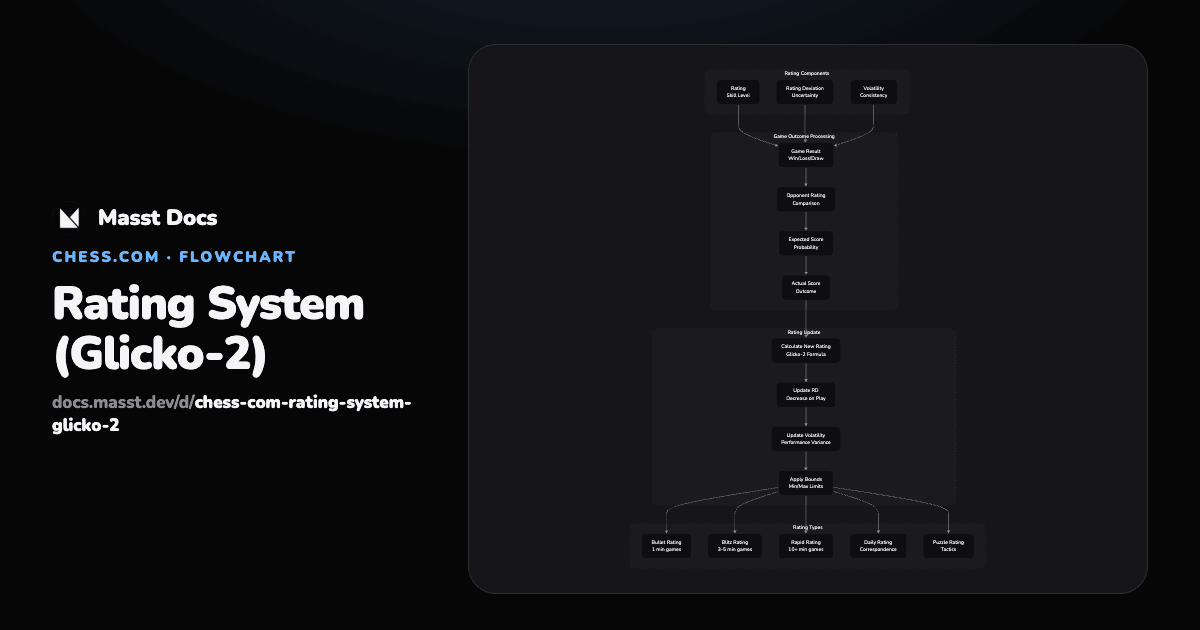 Masst Docs
CHESS.COM · FLOWCHART
Rating System
(Glicko-2)
docs.masst.dev/d/chess-com-rating-system-
glicko-2
Rating Components
Rating
Skill Level
Rating Deviation
Uncertainty
Volatility
Consistency
Game Outcome Processing
Game Result
Win/Loss/Draw
Opponent Rating
Comparison
Expected Score
Probability
Actual Score
Outcome
Rating Update
Calculate New Rating
Glicko-2 Formula
Update RD
Decrease on Play
Update Volatility
Performance Variance
Apply Bounds
Min/Max Limits
Rating Types
Bullet Rating
1 min games
Blitz Rating
3-5 min games
Rapid Rating
10+ min games
Daily Rating
Correspondence
Puzzle Rating
Tactics